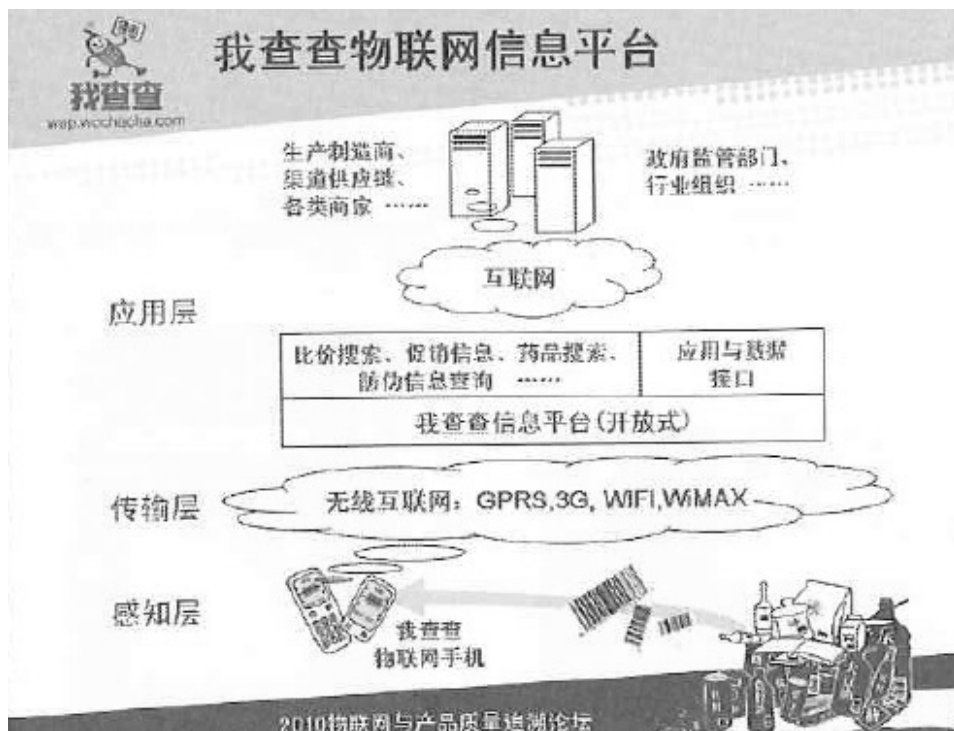 我查查物联网信息平台
我查查
wap.wochacha.com
生产制造商、
渠道供应链、
各类商家 ……
政府监管部门、
行业组织 ……
互联网
应用层
比价搜索、促销信息、药品搜索、
防伪信息查询 ……
应用与数据
接口
我查查信息平台(开放式)
传输层
无线互联网：GPRS,3G, WIFI,WiMAX
感知层
我查查
物联网手机
2010物联网与产品质量追溯论坛